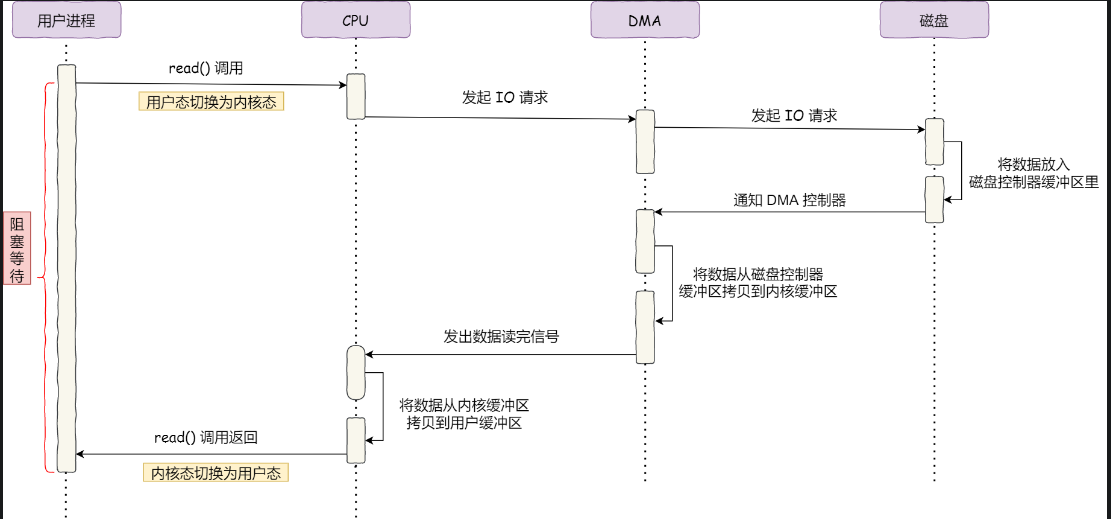 用户进程
CPU
DMA
磁盘
read() 调用
用户态切换为内核态
发起 IO 请求
发起 IO 请求
将数据放入
磁盘控制器缓冲区里
通知 DMA 控制器
阻
塞
等
待
将数据从磁盘控制器
缓冲区拷贝到内核缓冲区
发出数据读完信号
将数据从内核缓冲区
拷贝到用户缓冲区
read() 调用返回
内核态切换为用户态